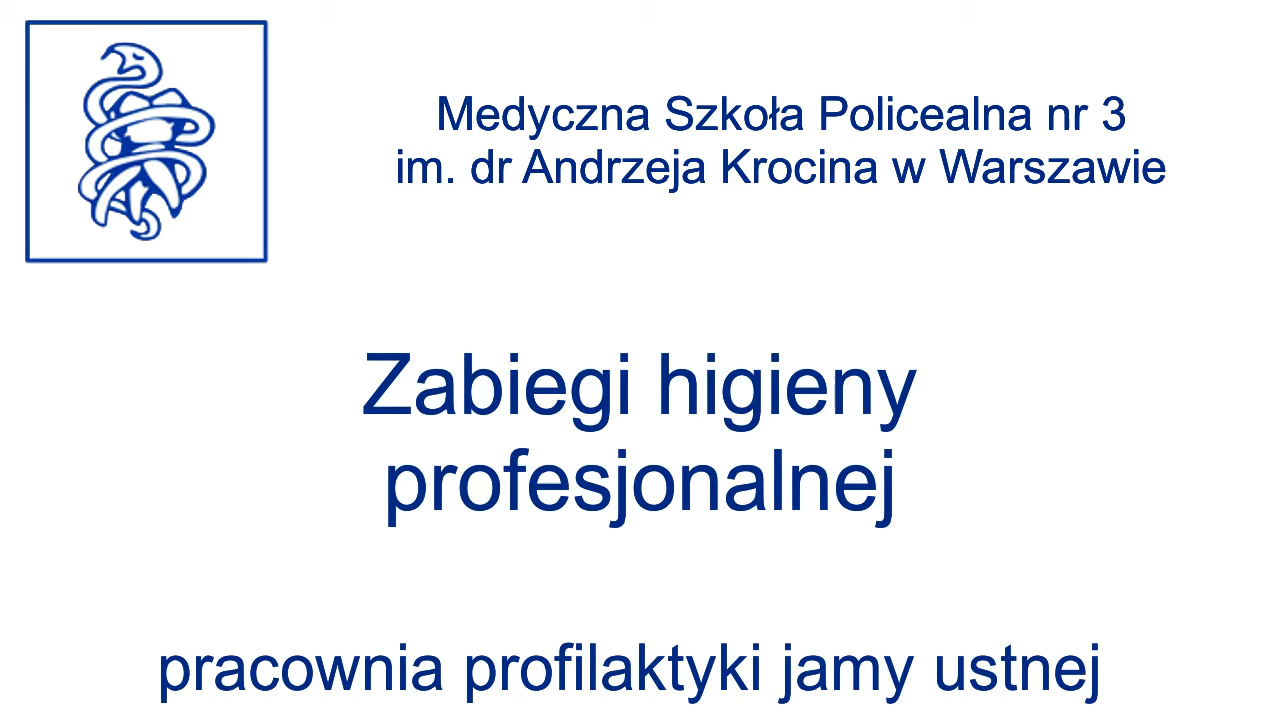 Medyczna Szkoła Policealna nr 3
im. dr Andrzeja Krocina w Warszawie
Zabiegi higieny
profesjonalnej
pracownia profilaktyki jamy ustnej